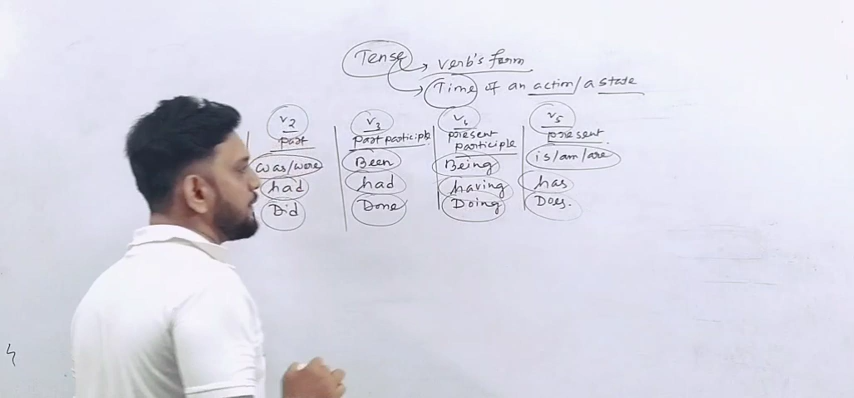 Tense
verb's form
Time of an action/a state
V2 V3 V4 V5
past past participle present participle present
was/were Been Being is/am/are
had had having has
Did Done Doing Does.